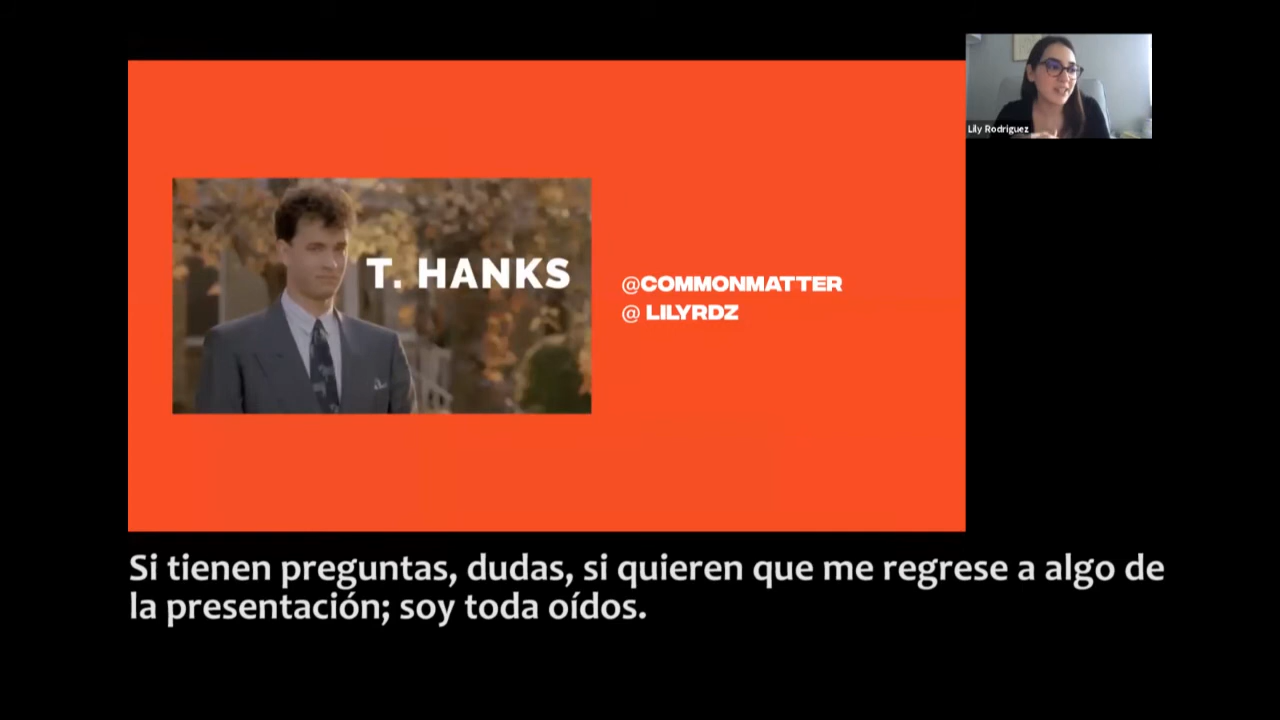 Lily Rodriguez
T. HANKS
@COMMONMATTER
@ LILYRDZ
Si tienen preguntas, dudas, si quieren que me regrese a algo de
la presentación; soy toda oídos.